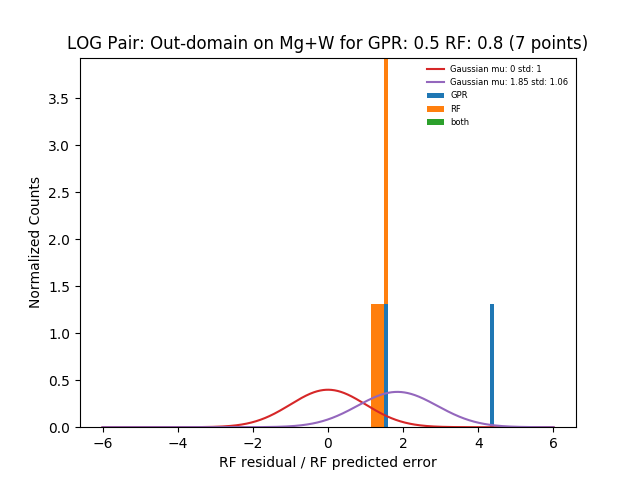 LOG Pair: Out-domain on Mg+W for GPR: 0.5 RF: 0.8 (7 points)
Gaussian mu: 0 std: 1
Gaussian mu: 1.85 std: 1.06
GPR
RF
both
Normalized Counts
3.5
3.0
2.5
2.0
1.5
1.0
0.5
0.0
−6 −4 −2 0 2 4 6
RF residual / RF predicted error